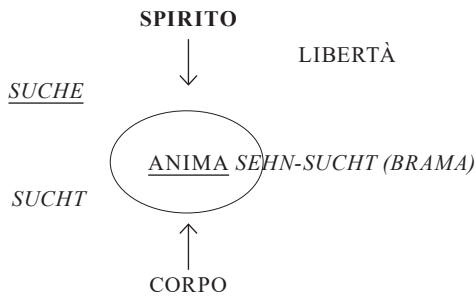 SPIRITO
LIBERTÀ
SUCHE
ANIMA SEHN-SUCHT (BRAMA)
SUCHT
CORPO